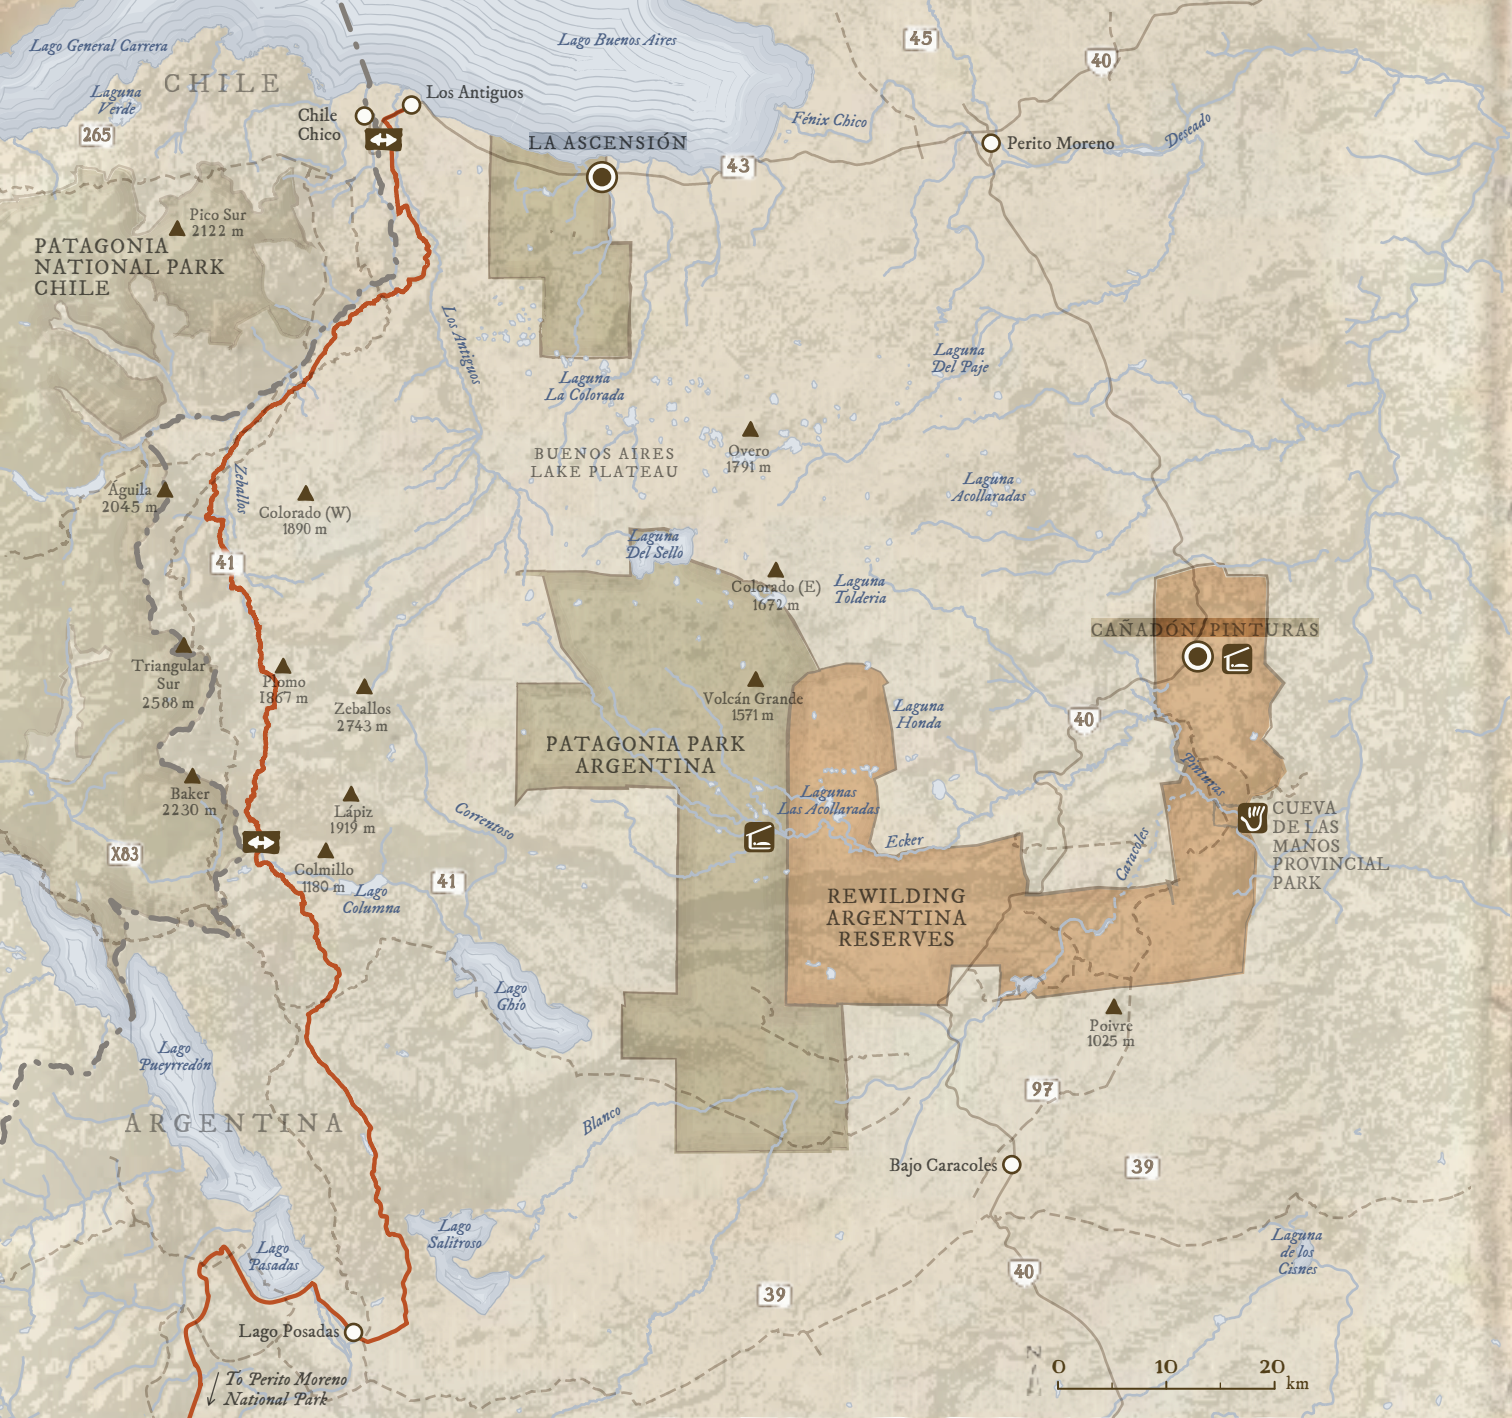 Lago General Carrera
Lago Buenos Aires
45
40
CHILE
Laguna
Verde
265
Los Antiguos
Chile
Chico
LA ASCENSIÓN
Fénix Chico
Perito Moreno
Deseado
43
Pico Sur
2122 m
PATAGONIA
NATIONAL PARK
CHILE
Los Antiguos
Laguna
La Colorada
Laguna
Del Paje
BUENOS AIRES
LAKE PLATEAU
Overo
1791 m
Águila
2045 m
Zeballos
Colorado (W)
1890 m
Laguna
Acollaradas
41
Laguna
Del Sello
Colorado (E)
1672 m
Laguna
Tolderia
CAÑADÓN PINTURAS
Triangular
Sur
2588 m
Plomo
1867 m
Zeballos
2743 m
Volcán Grande
1571 m
Laguna
Honda
40
PATAGONIA PARK
ARGENTINA
Pinturas
Baker
2230 m
Lápiz
1919 m
Correntoso
Lagunas
Las Acollaradas
Ecker
CUEVA
DE LAS
MANOS
PROVINCIAL
PARK
X83
Colmillo
1180 m
41
Caracoles
Lago
Columna
REWILDING
ARGENTINA
RESERVES
Lago
Ghio
Poivre
1025 m
Lago
Pueyrredón
97
ARGENTINA
Blanco
Bajo Caracoles
39
Lago
Salitroso
Laguna
de los
Cisnes
Lago
Pasadas
40
39
Lago Posadas
To Perito Moreno
National Park
0 10 20
km